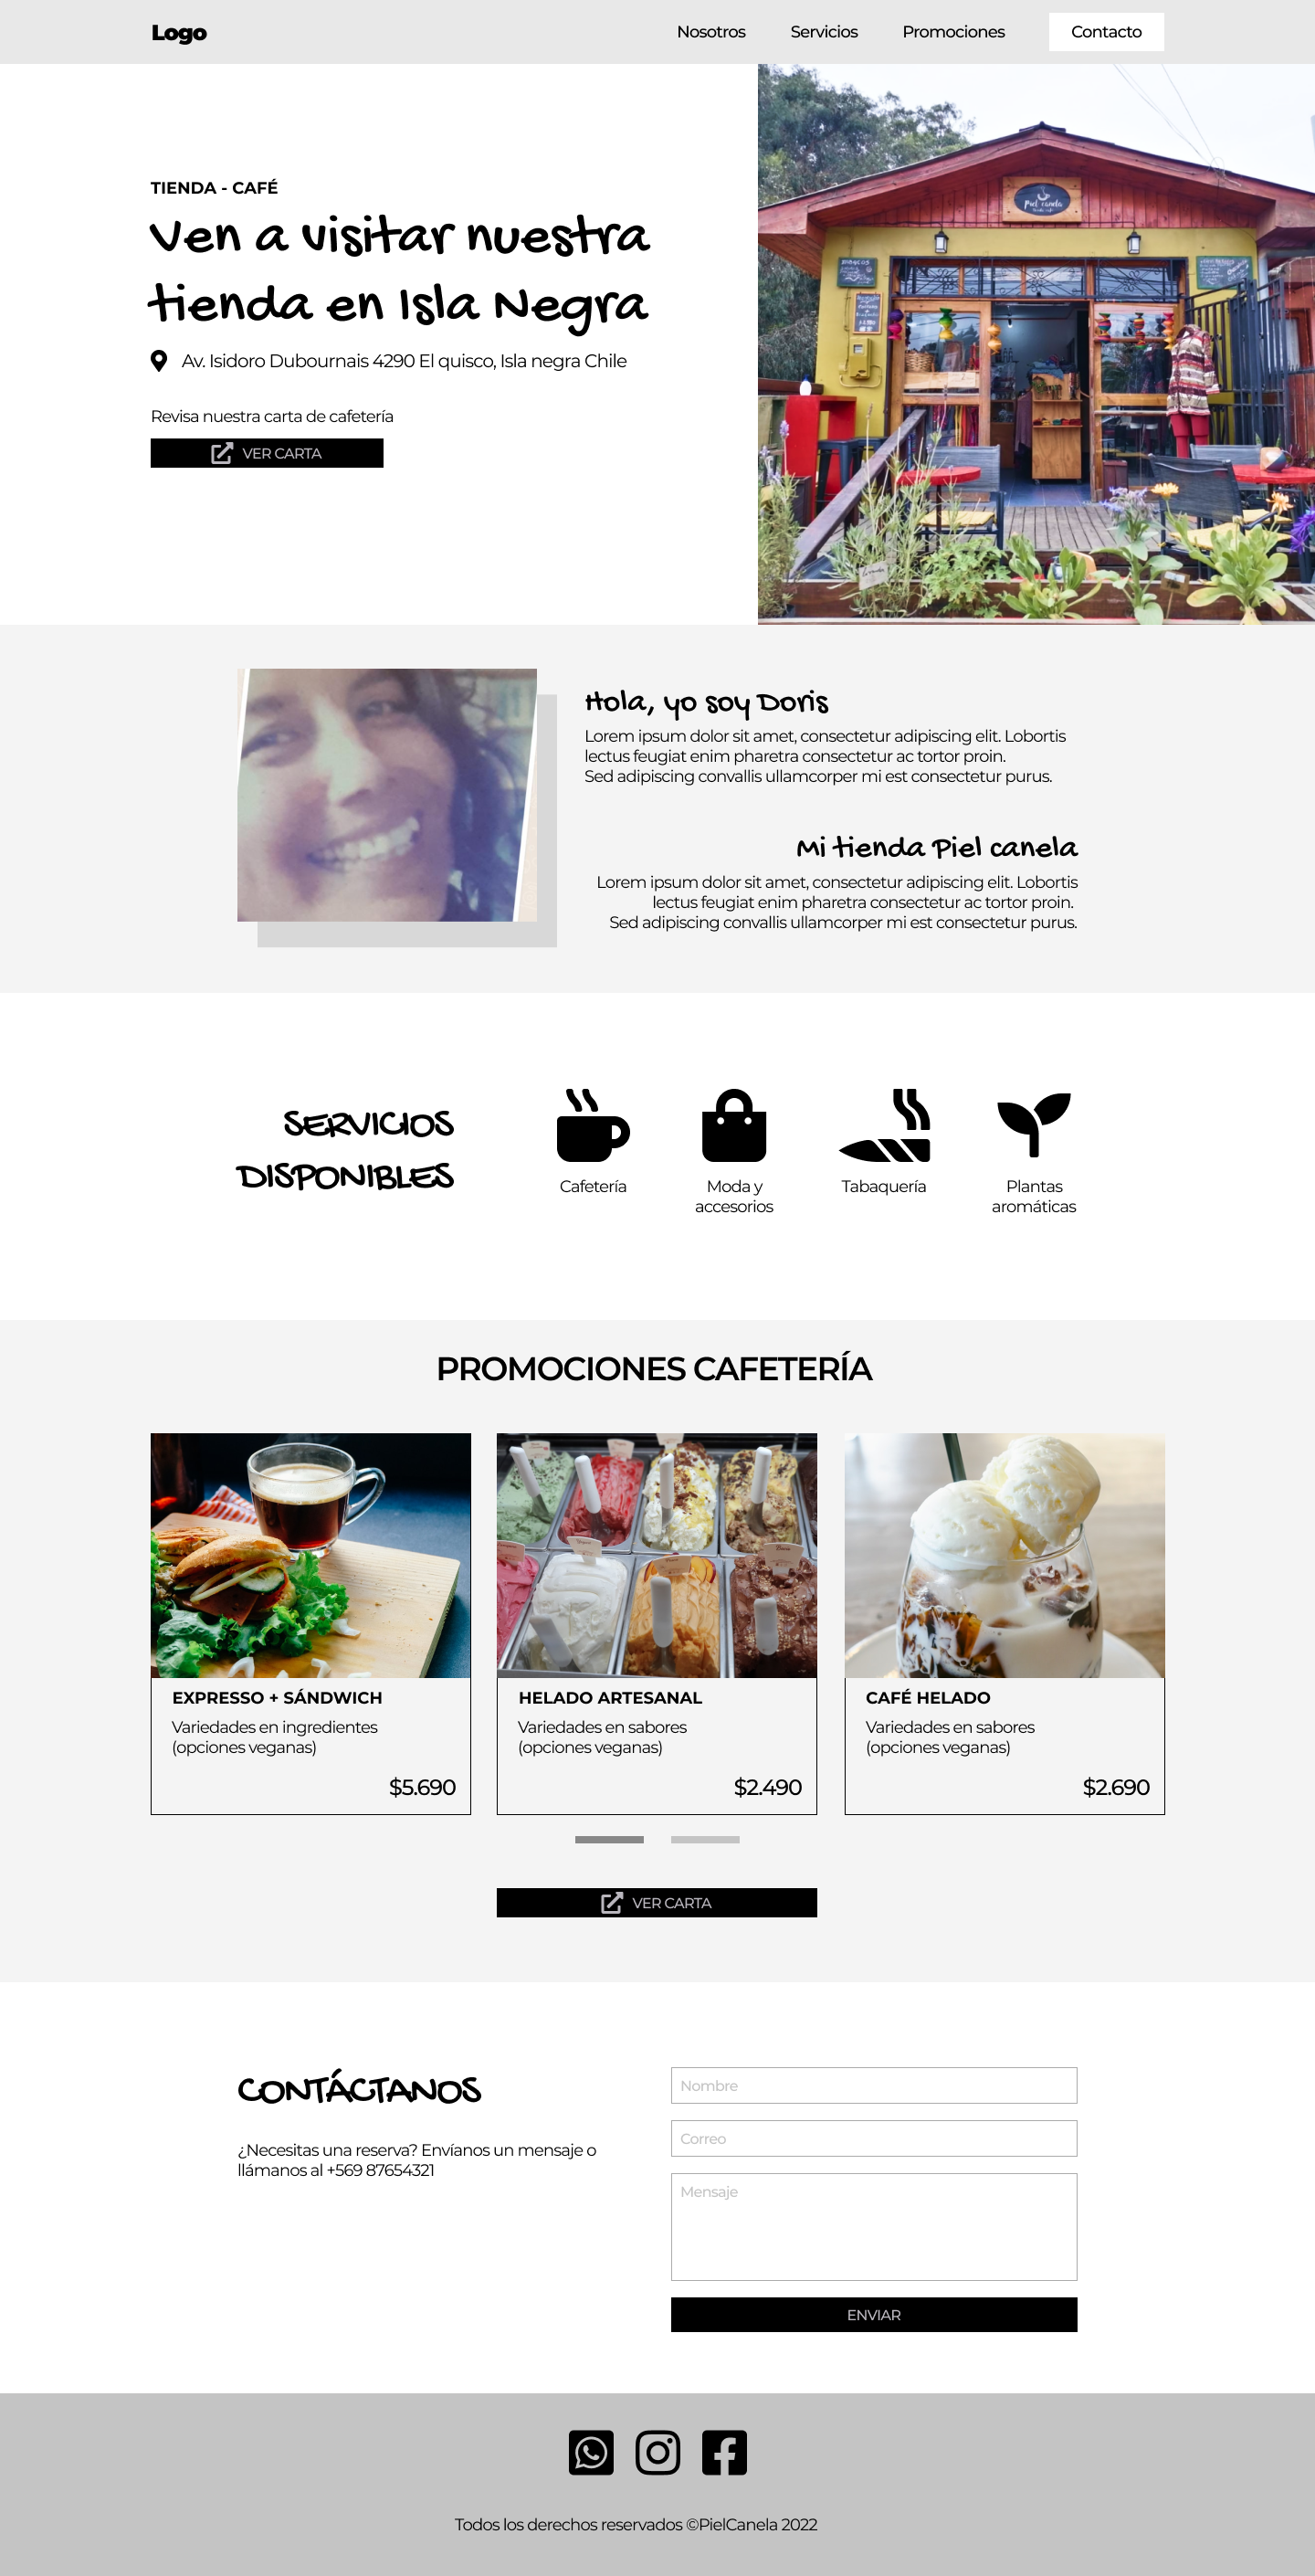 Logo
Nosotros
Servicios
Promociones
Contacto
TIENDA - CAFÉ
Ven a visitar nuestra
tienda en Isla Negra
Av. Isidoro Dubournais 4290 El quisco, Isla negra Chile
Revisa nuestra carta de cafetería
VER CARTA
Piel canela
Hola, yo soy Doris
Lorem ipsum dolor sit amet, consectetur adipiscing elit. Lobortis
lectus feugiat enim pharetra consectetur ac tortor proin.
Sed adipiscing convallis ullamcorper mi est consectetur purus.
Mi tienda Piel canela
Lorem ipsum dolor sit amet, consectetur adipiscing elit. Lobortis
lectus feugiat enim pharetra consectetur ac tortor proin.
Sed adipiscing convallis ullamcorper mi est consectetur purus.
SERVICIOS
DISPONIBLES
Cafetería
Moda y
accesorios
Tabaquería
Plantas
aromáticas
PROMOCIONES CAFETERÍA
EXPRESSO + SÁNDWICH
Variedades en ingredientes
(opciones veganas)
$5.690
HELADO ARTESANAL
Variedades en sabores
(opciones veganas)
$2.490
CAFÉ HELADO
Variedades en sabores
(opciones veganas)
$2.690
VER CARTA
CONTÁCTANOS
¿Necesitas una reserva? Envíanos un mensaje o
llámanos al +569 87654321
Nombre
Correo
Mensaje
ENVIAR
Todos los derechos reservados ©PielCanela 2022